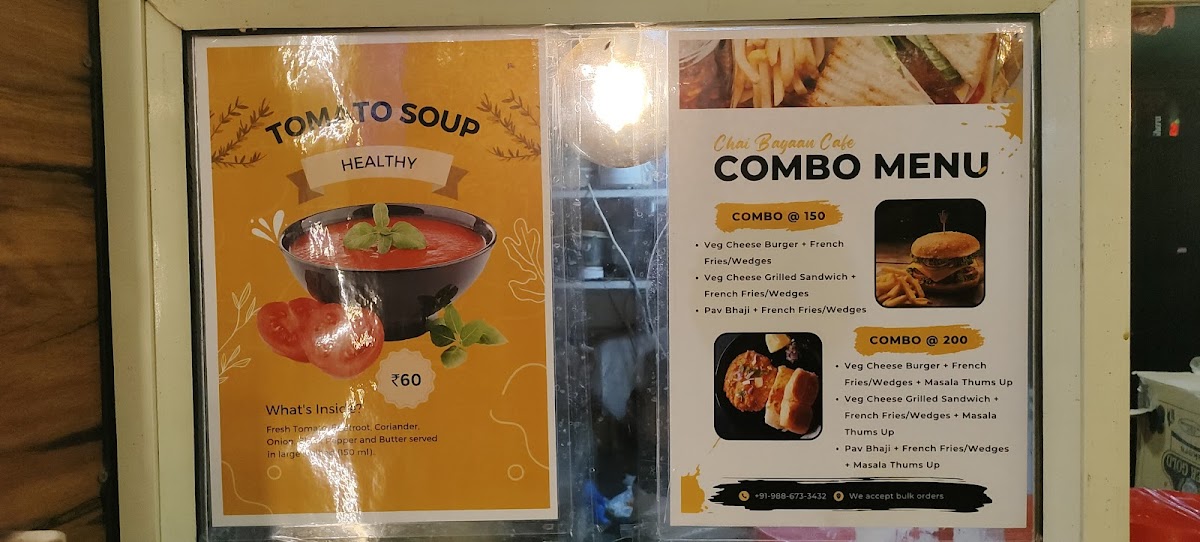 TOMATO SOUP
HEALTHY
₹60
What's Inside?
Fresh Tomato, Beetroot, Coriander,
Onion, Pepper and Butter served
in large (150 ml).
Chai Bagaan Cafe
COMBO MENU
COMBO @ 150
• Veg Cheese Burger + French
Fries/Wedges
• Veg Cheese Grilled Sandwich +
French Fries/Wedges
• Pav Bhaji + French Fries/Wedges
COMBO @ 200
• Veg Cheese Burger + French
Fries/Wedges + Masala Thums Up
• Veg Cheese Grilled Sandwich +
French Fries/Wedges + Masala
Thums Up
• Pav Bhaji + French Fries/Wedges
+ Masala Thums Up
+91-988-673-3432 We accept bulk orders
GOLD